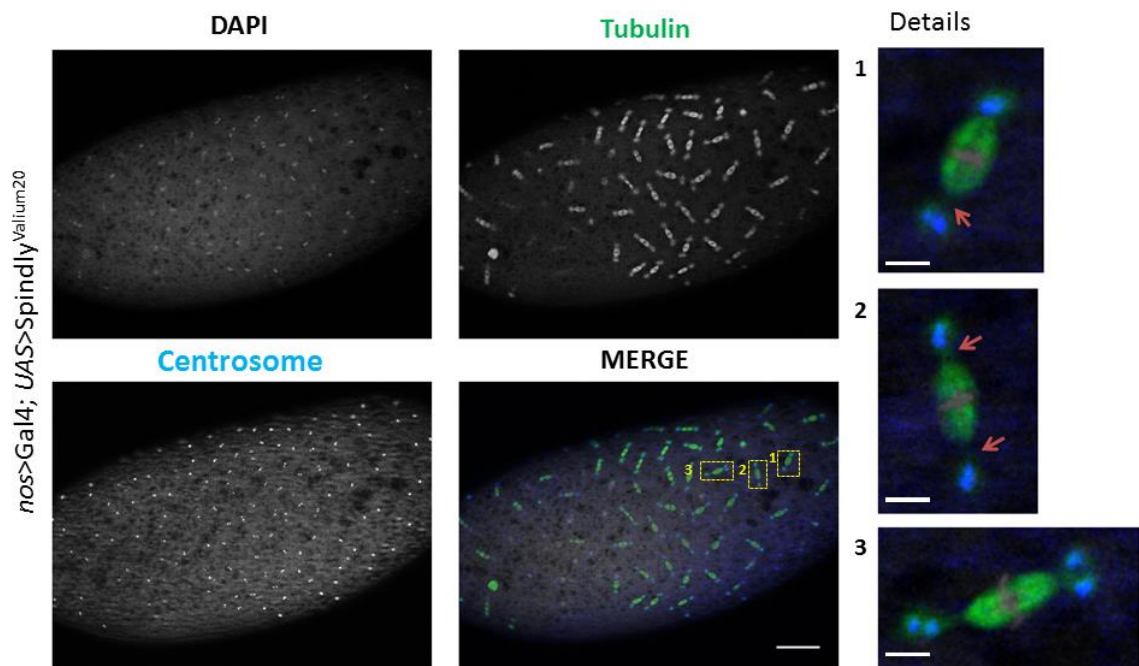 DAPI
Tubulin
Details
nos>Gal4; UAS>Spindly^Valium20
1
Centrosome
MERGE
2
1
2
3
3